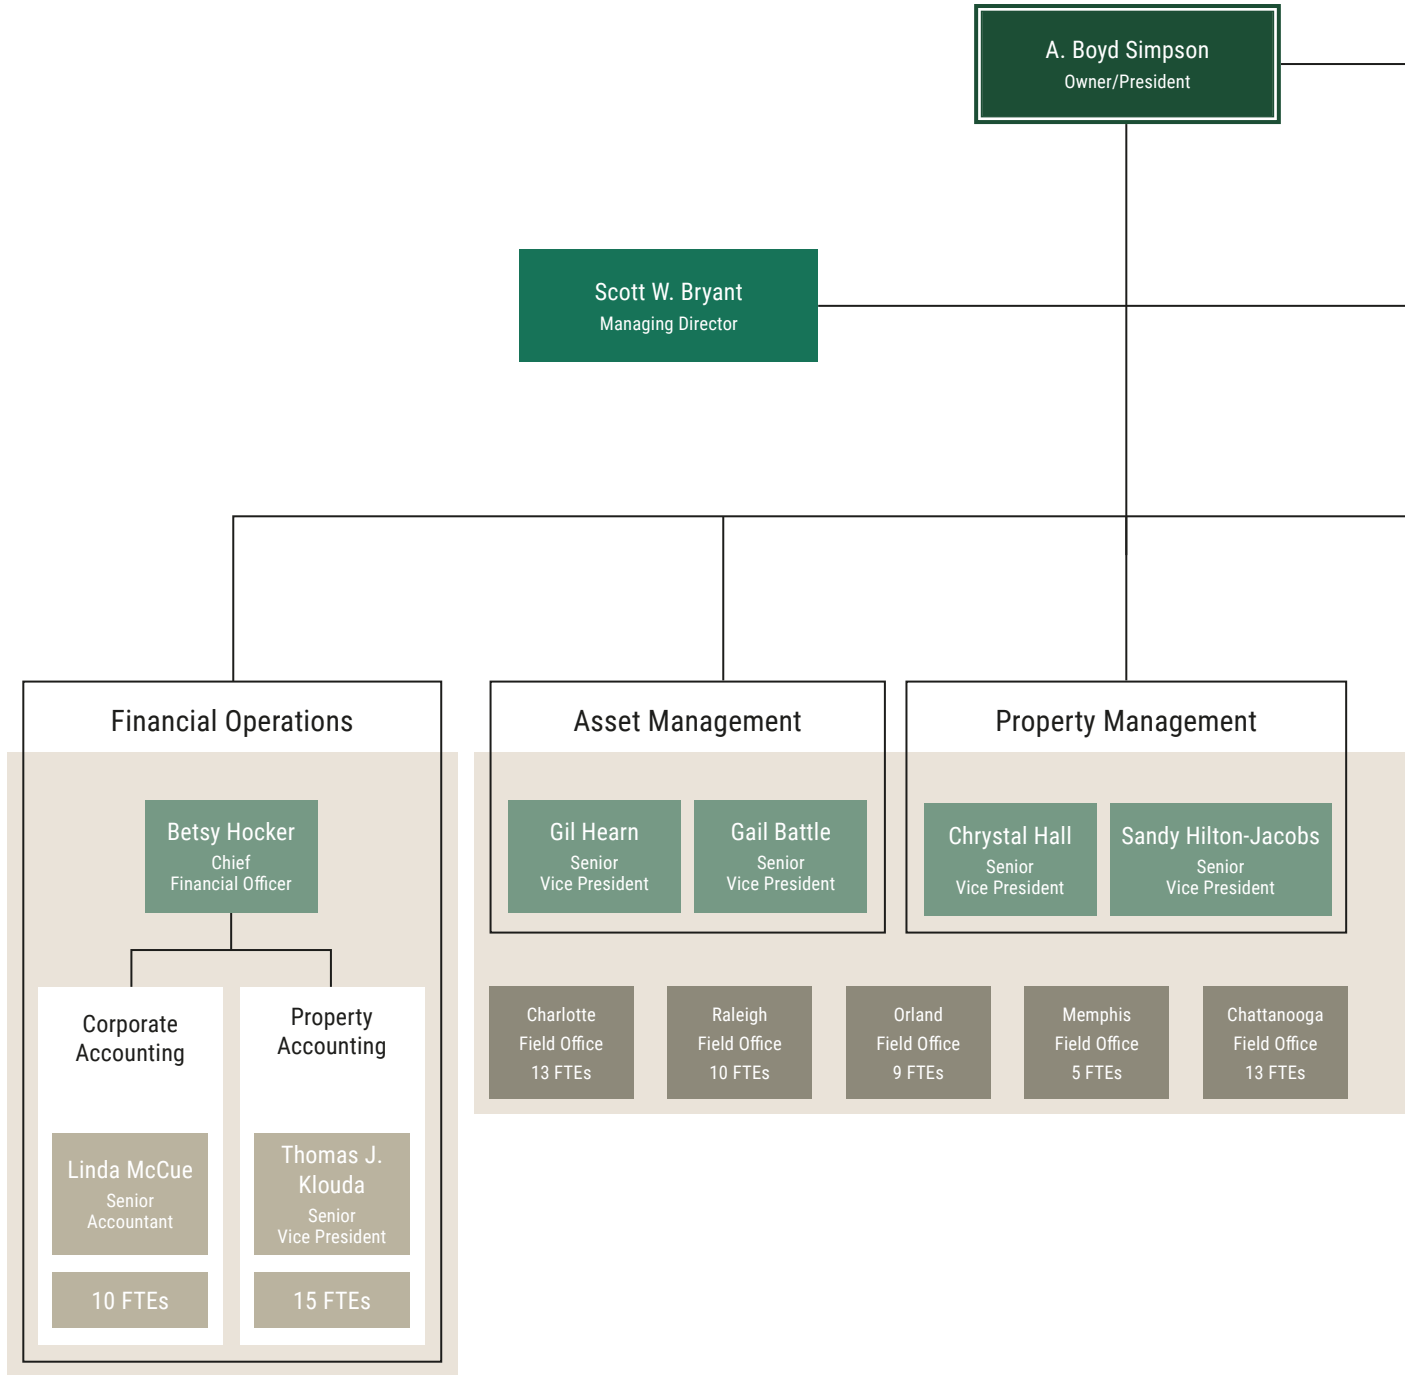 A. Boyd Simpson
Owner/President
Scott W. Bryant
Managing Director
Financial Operations
Betsy Hocker
Chief
Financial Officer
Corporate
Accounting
Linda McCue
Senior
Accountant
10 FTEs
Property
Accounting
Thomas J.
Klouda
Senior
Vice President
15 FTEs
Asset Management
Gil Hearn
Senior
Vice President
Gail Battle
Senior
Vice President
Property Management
Chrystal Hall
Senior
Vice President
Sandy Hilton-Jacobs
Senior
Vice President
Charlotte
Field Office
13 FTEs
Raleigh
Field Office
10 FTEs
Orland
Field Office
9 FTEs
Memphis
Field Office
5 FTEs
Chattanooga
Field Office
13 FTEs